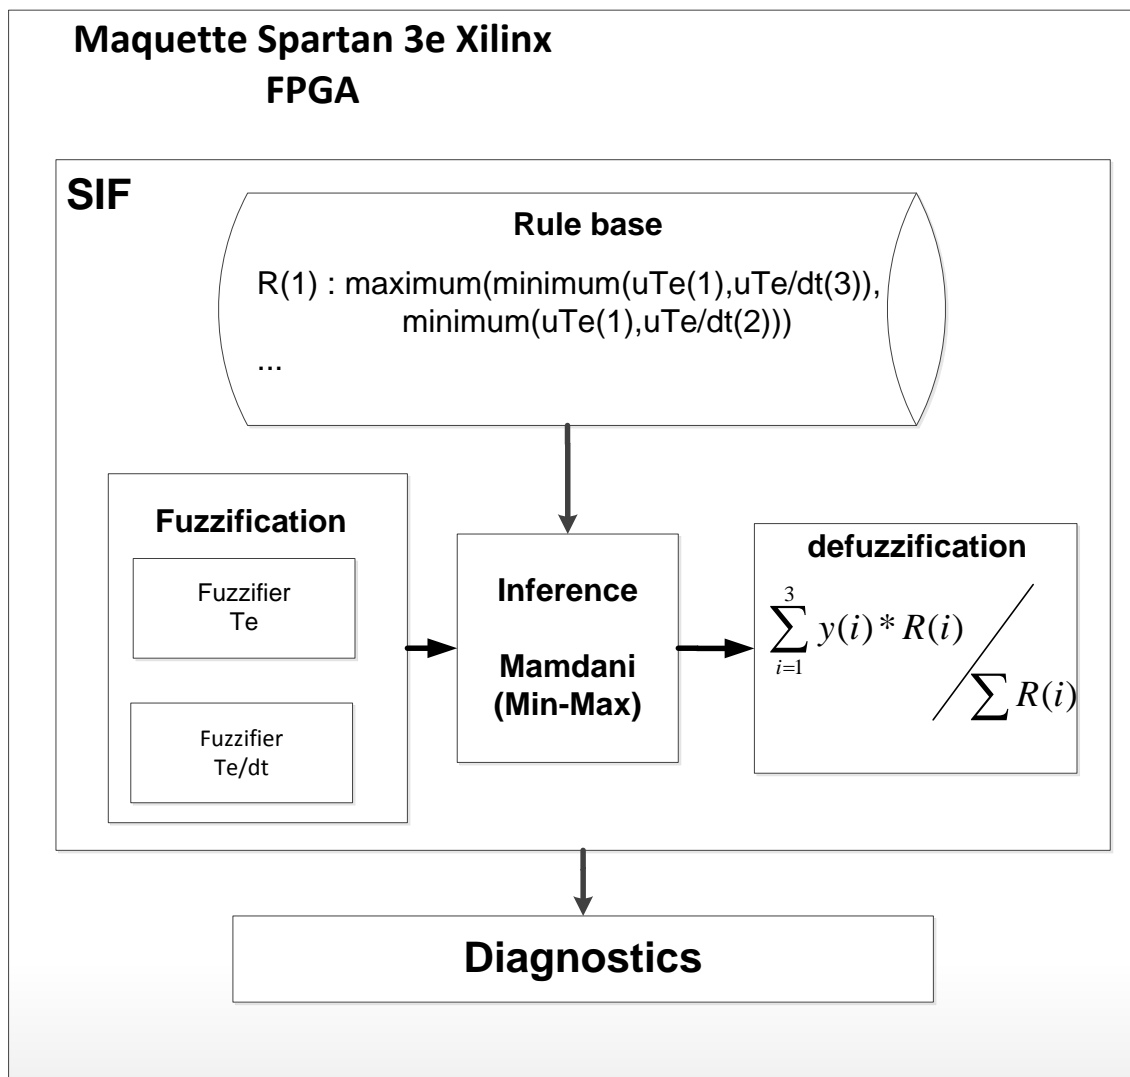 Maquette Spartan 3e Xilinx
FPGA
SIF
Rule base
R(1) : maximum(minimum(uTe(1),uTe/dt(3)),
minimum(uTe(1),uTe/dt(2)))
...
Fuzzification
Fuzzifier
Te
Fuzzifier
Te/dt
Inference
Mamdani
(Min-Max)
defuzzification
3
∑ y(i) * R(i)
i=1
∑ R(i)
Diagnostics